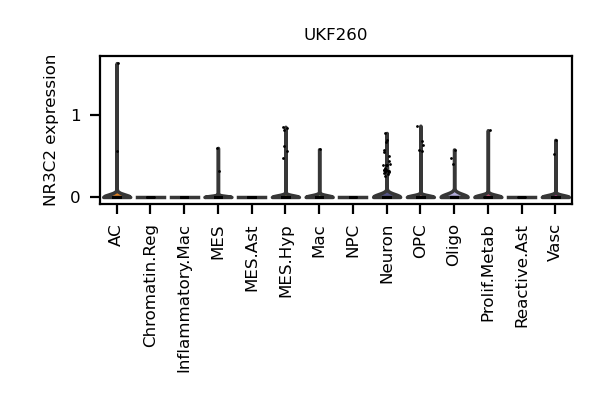 UKF260
NR3C2 expression
1
0
AC
Chromatin.Reg
Inflammatory.Mac
MES
MES.Ast
MES.Hyp
Mac
NPC
Neuron
OPC
Oligo
Prolif.Metab
Reactive.Ast
Vasc